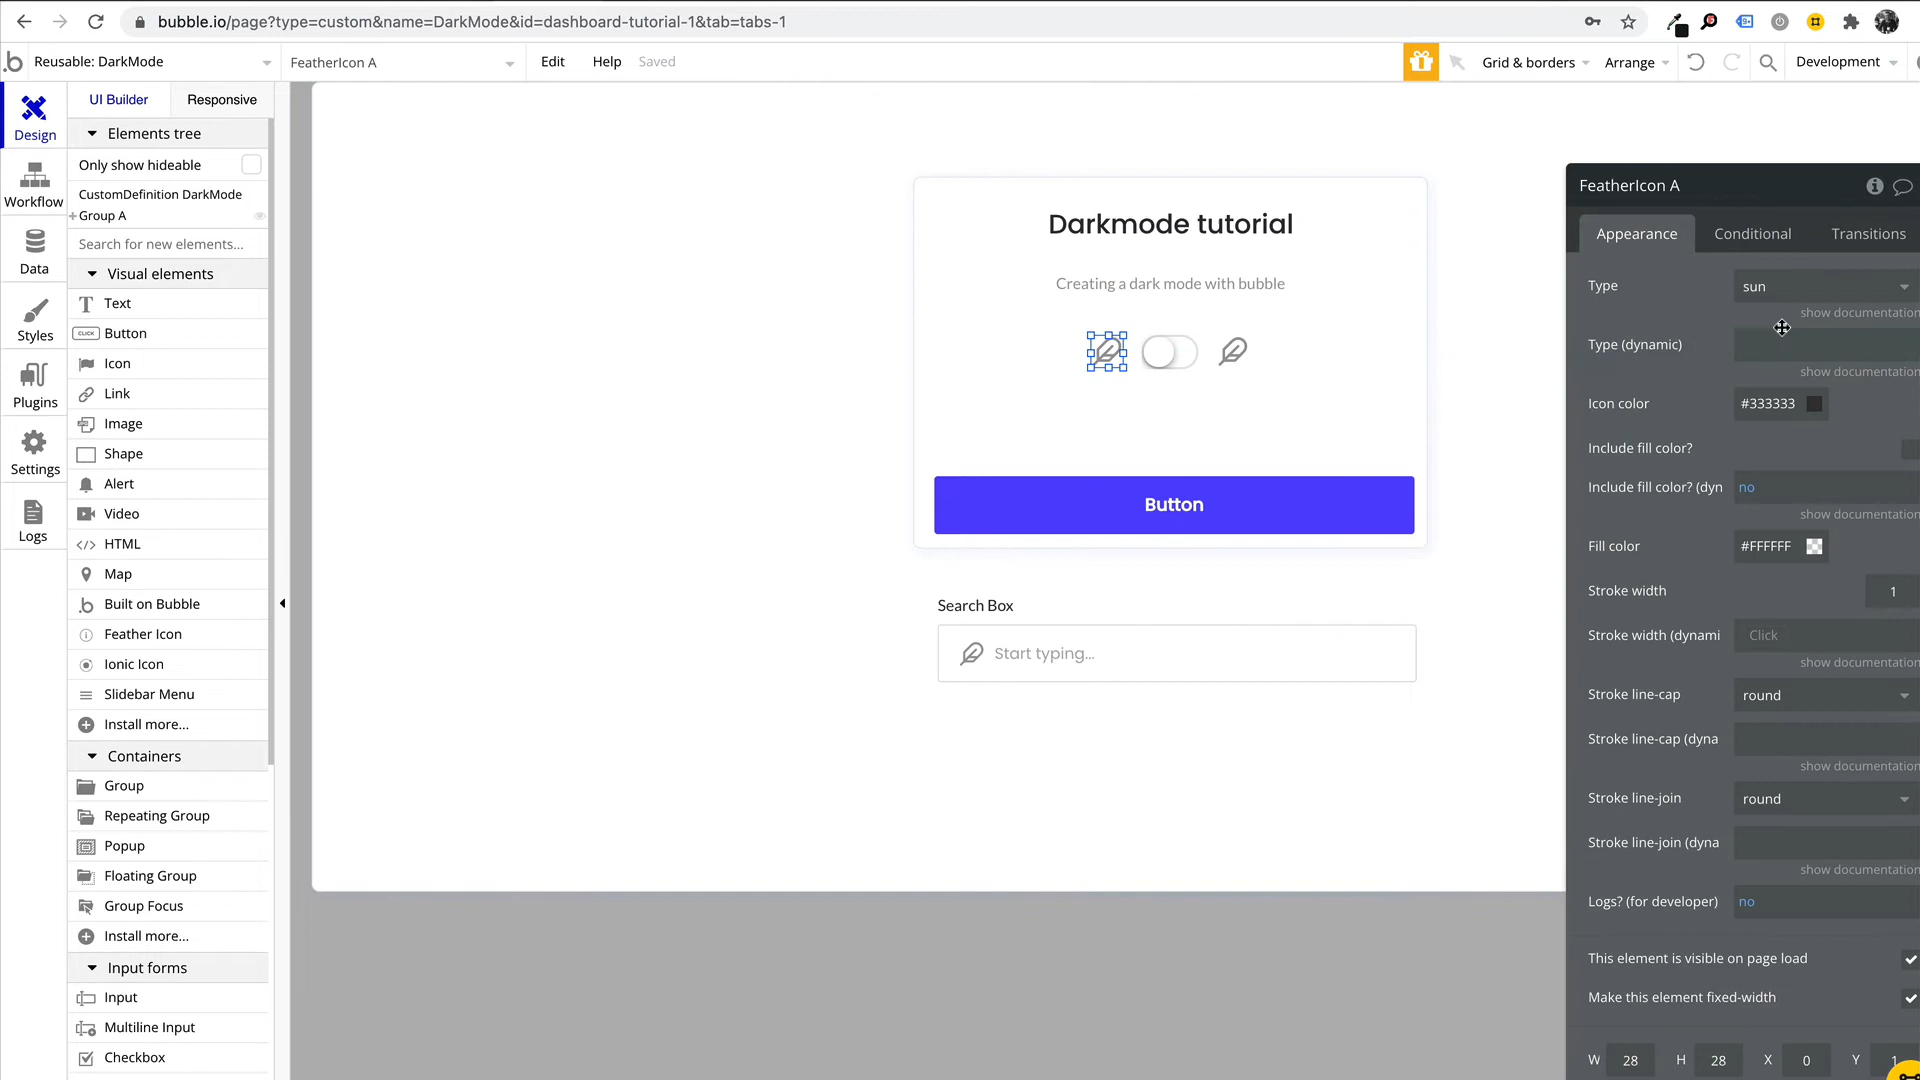 bubble.io/page?type=custom&name=DarkMode&id=dashboard-tutorial-1&tab=tabs-1
Reusable: DarkMode
FeatherIcon A
Edit
Help
Saved
Grid & borders
Arrange
Development
UI Builder
Responsive
Design
Workflow
Data
Styles
Plugins
Settings
Logs
Elements tree
Only show hideable
CustomDefinition DarkMode
Group A
Search for new elements...
Visual elements
Text
CLICK Button
Icon
Link
Image
Shape
Alert
Video
HTML
Map
Built on Bubble
Feather Icon
Ionic Icon
Slidebar Menu
Install more...
Containers
Group
Repeating Group
Popup
Floating Group
Group Focus
Install more...
Input forms
Input
Multiline Input
Checkbox
Darkmode tutorial
Creating a dark mode with bubble
Button
Search Box
Start typing...
FeatherIcon A
Appearance
Conditional
Transitions
Type
sun
show documentation
Type (dynamic)
show documentation
Icon color
#333333
Include fill color?
Include fill color? (dyn
no
show documentation
Fill color
#FFFFFF
Stroke width
1
Stroke width (dynami
Click
show documentation
Stroke line-cap
round
Stroke line-cap (dyna
show documentation
Stroke line-join
round
Stroke line-join (dyna
show documentation
Logs? (for developer)
no
This element is visible on page load
Make this element fixed-width
W 28 H 28 X 0 Y 1